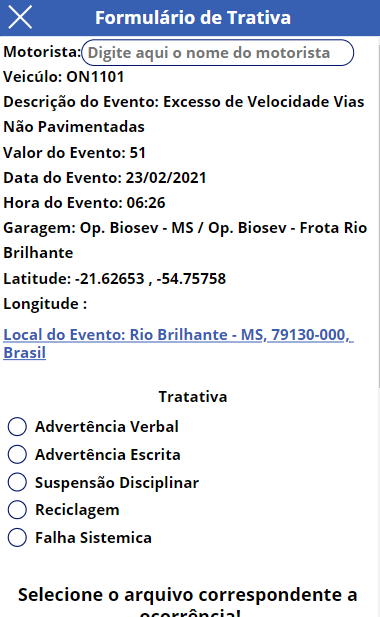 Formulário de Trativa
Motorista: Digite aqui o nome do motorista
Veicúlo: ON1101
Descrição do Evento: Excesso de Velocidade Vias
Não Pavimentadas
Valor do Evento: 51
Data do Evento: 23/02/2021
Hora do Evento: 06:26
Garagem: Op. Biosev - MS / Op. Biosev - Frota Rio
Brilhante
Latitude: -21.62653 , -54.75758
Longitude :
Local do Evento: Rio Brilhante - MS, 79130-000,
Brasil
Tratativa
Advertência Verbal
Advertência Escrita
Suspensão Disciplinar
Reciclagem
Falha Sistemica
Selecione o arquivo correspondente a
ocorrência!